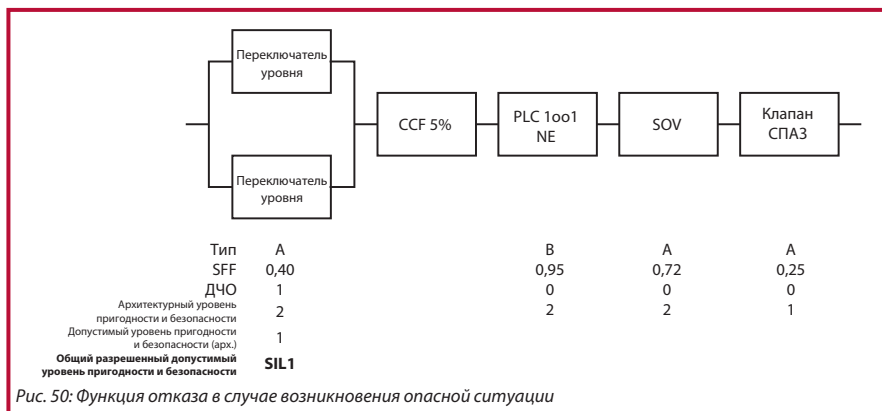 Переключатель
уровня
CCF 5%
PLC 1oo1
NE
SOV
Клапан
СПАЗ
Переключатель
уровня
Тип A B A A
SFF 0,40 0,95 0,72 0,25
ДЧО 1 0 0 0
Архитектурный уровень
пригодности и безопасности 2 2 2 1
Допустимый уровень пригодности
и безопасности (арх.) 1
Общий разрешенный допустимый
уровень пригодности и безопасности SIL1
Рис. 50: Функция отказа в случае возникновения опасной ситуации